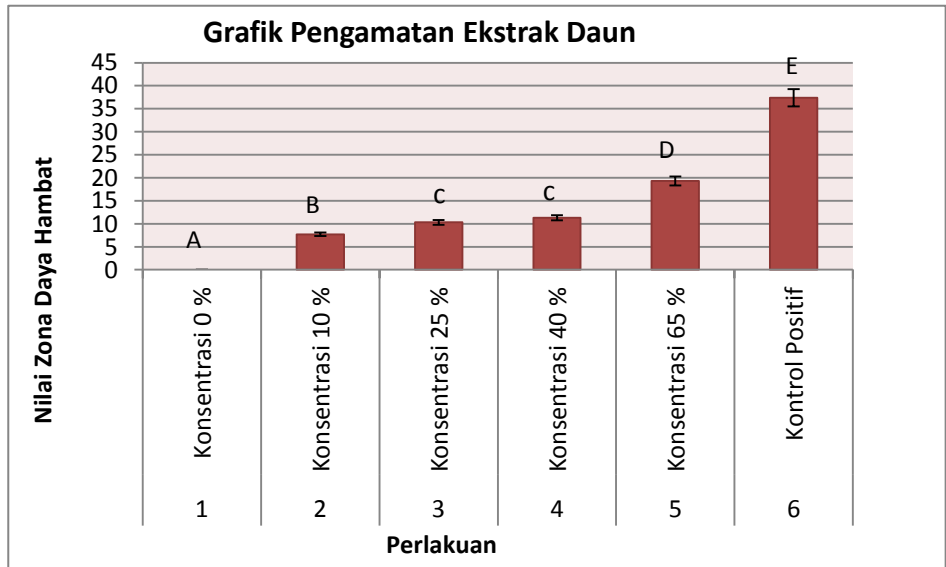 Grafik Pengamatan Ekstrak Daun
Nilai Zona Daya Hambat
45
40
35
30
25
20
15
10
5
0
A
B
C
C
D
E
Konsentrasi 0 %
Konsentrasi 10 %
Konsentrasi 25 %
Konsentrasi 40 %
Konsentrasi 65 %
Kontrol Positif
1 2 3 4 5 6
Perlakuan